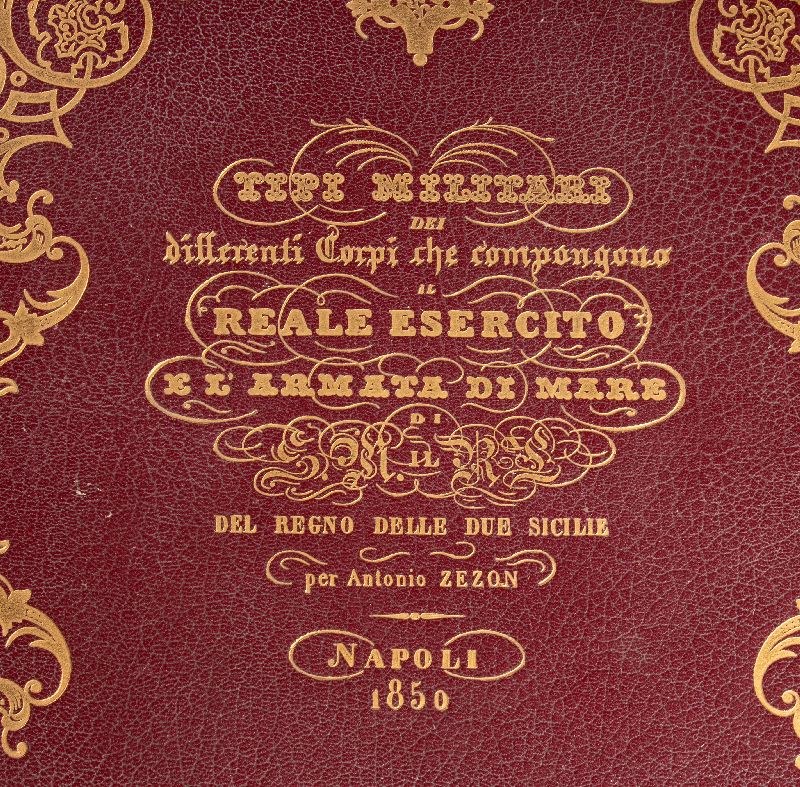 TIPI MILITARI
DEI
differenti Corpi che compongono
IL
REALE ESERCITO
E L'ARMATA DI MARE
DI
S. M. IL RE
DEL REGNO DELLE DUE SICILIE
per Antonio ZEZON
NAPOLI
1850